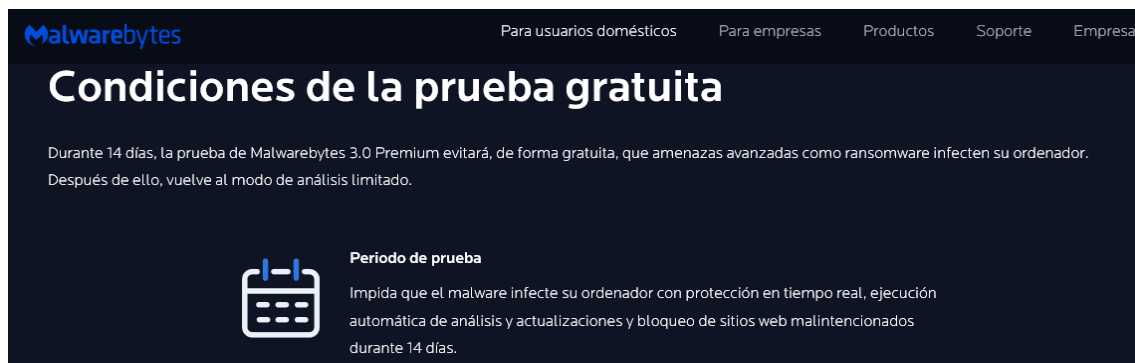 Malwarebytes
Para usuarios domésticos Para empresas Productos Soporte Empresa
Condiciones de la prueba gratuita
Durante 14 días, la prueba de Malwarebytes 3.0 Premium evitará, de forma gratuita, que amenazas avanzadas como ransomware infecten su ordenador.
Después de ello, vuelve al modo de análisis limitado.
Periodo de prueba
Impida que el malware infecte su ordenador con protección en tiempo real, ejecución
automática de análisis y actualizaciones y bloqueo de sitios web malintencionados
durante 14 días.